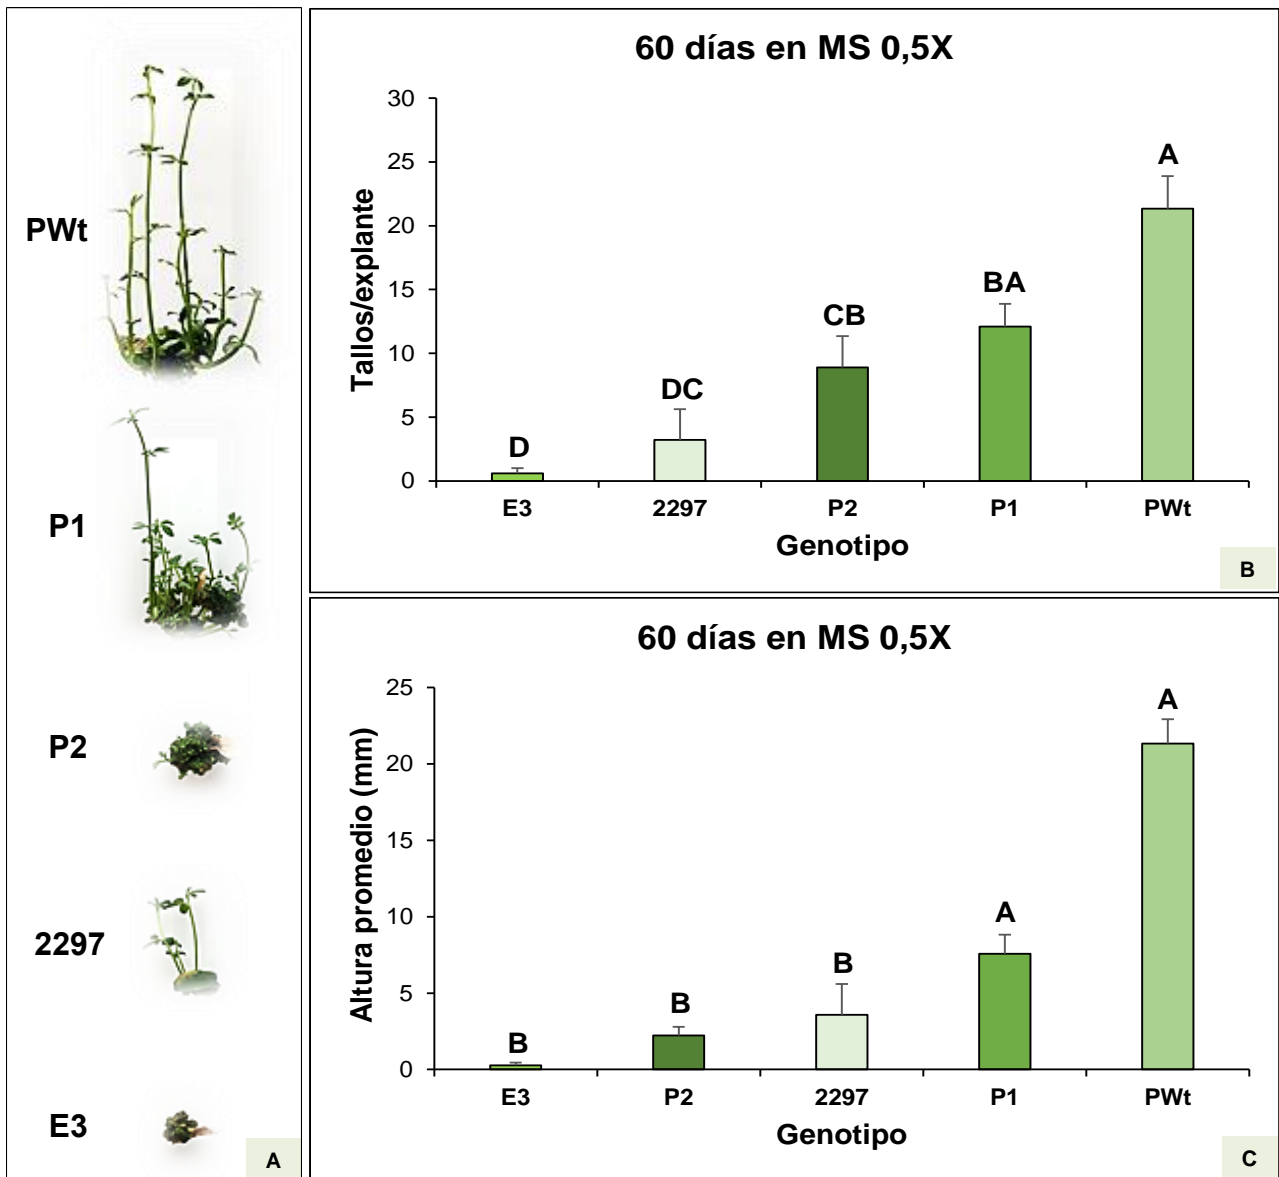 PWt
P1
P2
2297
E3
A
60 días en MS 0,5X
Tallos/explante
30
25
20
15
10
5
0
D
DC
CB
BA
A
E3 2297 P2 P1 PWt
Genotipo
B
60 días en MS 0,5X
Altura promedio (mm)
25
20
15
10
5
0
B
B
B
A
A
E3 P2 2297 P1 PWt
Genotipo
C